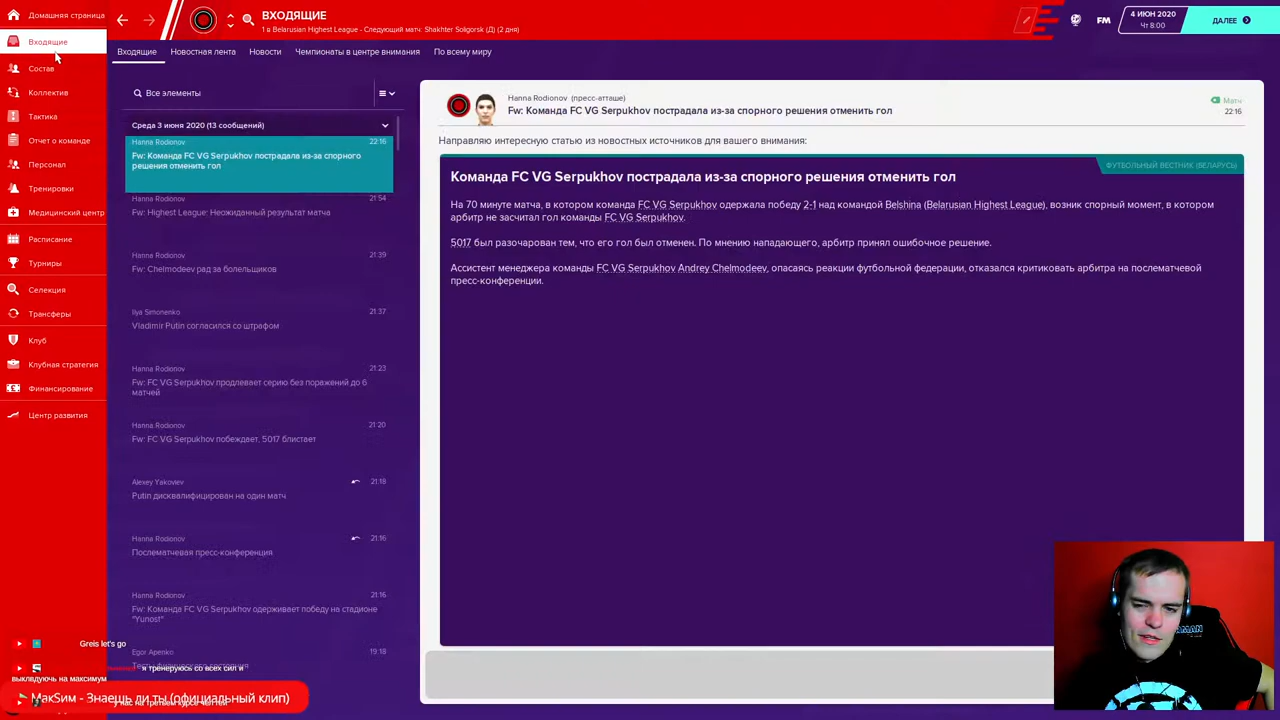 Домашняя страница
Входящие
Состав
Коллектив
Тактика
Отчет о команде
Персонал
Тренировки
Медицинский центр
Расписание
Турниры
Селекция
Трансферы
Клуб
Клубная стратегия
Финансирование
Центр развития
ВХОДЯЩИЕ
1 в Belarusian Highest League - Следующий матч: Shakhter Soligorsk (Д) (2 дня)
FM
4 ИЮН 2020
Чт 8:00
ДАЛЕЕ
Входящие
Новостная лента
Новости
Чемпионаты в центре внимания
По всему миру
Все элементы
Среда 3 июня 2020 (13 сообщений)
Hanna Rodionov 22:16
Fw: Команда FC VG Serpukhov пострадала из-за спорного
решения отменить гол
Hanna Rodionov 21:54
Fw: Highest League: Неожиданный результат матча
Hanna Rodionov 21:39
Fw: Chelmodeev рад за болельщиков
Ilya Simonenko 21:37
Vladimir Putin согласился со штрафом
Hanna Rodionov 21:23
Fw: FC VG Serpukhov продлевает серию без поражений до 6
матчей
Hanna Rodionov 21:20
Fw: FC VG Serpukhov побеждает, 5017 блистает
Alexey Yakovlev 21:18
Putin дисквалифицирован на один матч
Hanna Rodionov 21:16
Послематчевая пресс-конференция
Hanna Rodionov 21:16
Fw: Команда FC VG Serpukhov одерживает победу на стадионе
"Yunost"
Egor Apenko 19:18
Hanna Rodionov (пресс-атташе)
Fw: Команда FC VG Serpukhov пострадала из-за спорного решения отменить гол
Матч
22:16
Направляю интересную статью из новостных источников для вашего внимания:
ФУТБОЛЬНЫЙ ВЕСТНИК (БЕЛАРУСЬ)
Команда FC VG Serpukhov пострадала из-за спорного решения отменить гол
На 70 минуте матча, в котором команда FC VG Serpukhov одержала победу 2-1 над командой Belshina (Belarusian Highest League), возник спорный момент, в котором
арбитр не засчитал гол команды FC VG Serpukhov.
5017 был разочарован тем, что его гол был отменен. По мнению нападающего, арбитр принял ошибочное решение.
Ассистент менеджера команды FC VG Serpukhov Andrey Chelmodeev, опасаясь реакции футбольной федерации, отказался критиковать арбитра на послематчевой
пресс-конференции.
Greis let's go
я тренеруюсь со всех сил и
выклядуючь на максимум
МакSим - Знаешь ли ты (официальный клип)